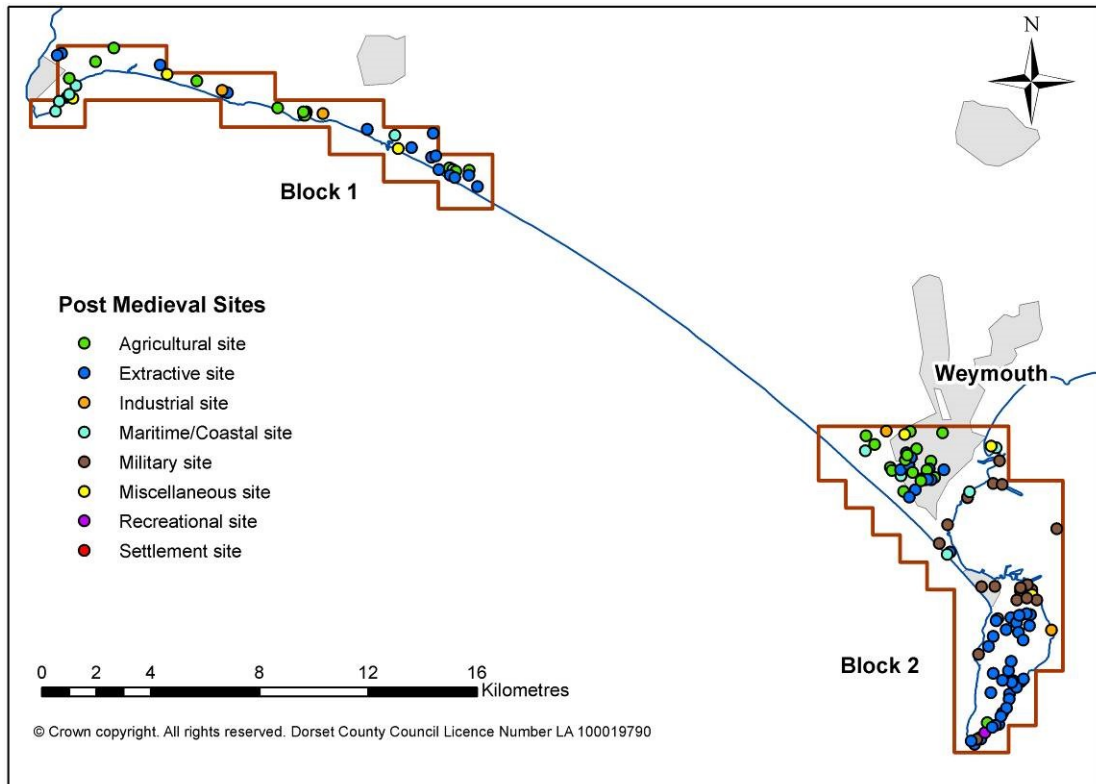 N
Block 1
Post Medieval Sites
Agricultural site
Extractive site
Industrial site
Maritime/Coastal site
Military site
Miscellaneous site
Recreational site
Settlement site
Weymouth
Block 2
0 2 4 8 12 16
Kilometres
© Crown copyright. All rights reserved. Dorset County Council Licence Number LA 100019790